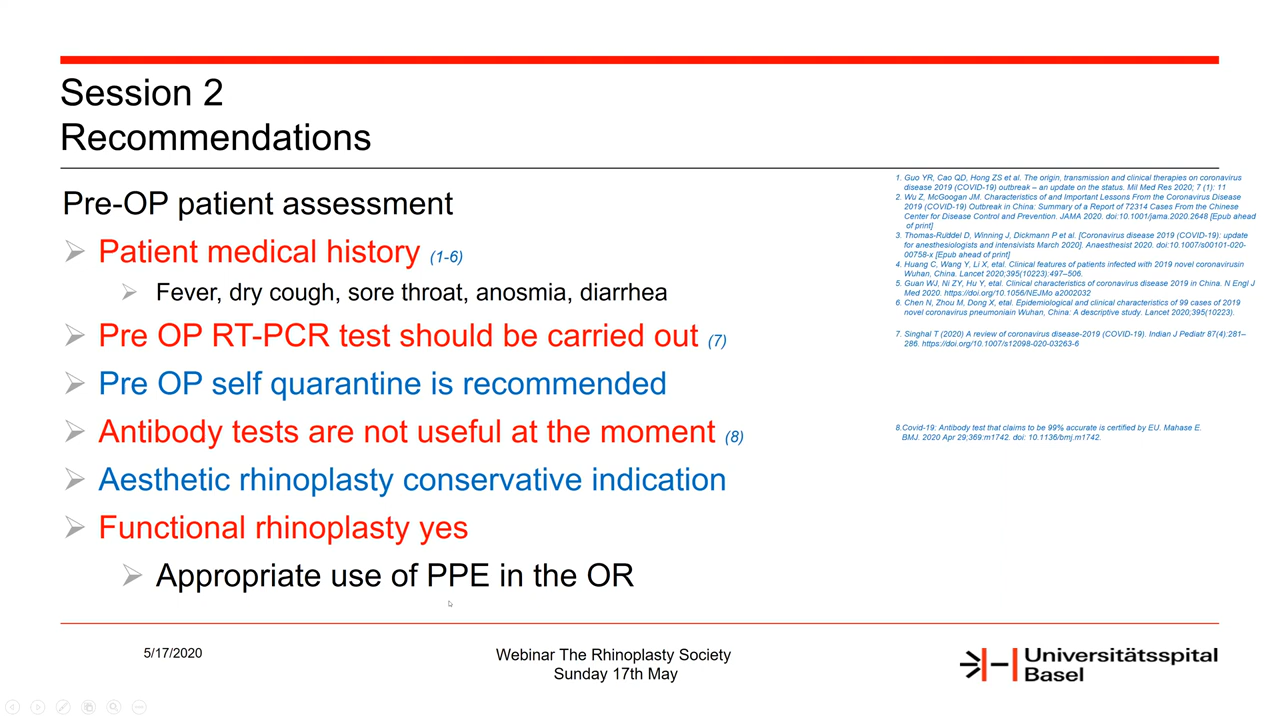 Session 2
Recommendations
Pre-OP patient assessment
Patient medical history (1-6)
Fever, dry cough, sore throat, anosmia, diarrhea
Pre OP RT-PCR test should be carried out (7)
Pre OP self quarantine is recommended
Antibody tests are not useful at the moment (8)
Aesthetic rhinoplasty conservative indication
Functional rhinoplasty yes
Appropriate use of PPE in the OR
1. Guo YR, Cao QD, Hong ZS et al. The origin, transmission and clinical therapies on coronavirus
disease 2019 (COVID-19) outbreak – an update on the status. Mil Med Res 2020; 7 (1): 11
2. Wu Z, McGoogan JM. Characteristics of and Important Lessons From the Coronavirus Disease
2019 (COVID-19) Outbreak in China: Summary of a Report of 72314 Cases From the Chinese
Center for Disease Control and Prevention. JAMA 2020. doi:10.1001/jama.2020.2648 [Epub ahead
of print]
3. Thomas-Rüddel D, Winning J, Dickmann P et al. [Coronavirus disease 2019 (COVID-19): update
for anesthesiologists and intensivists March 2020]. Anaesthesist 2020. doi:10.1007/s00101-020-
00758-x [Epub ahead of print]
4. Huang C, Wang Y, Li X, etal. Clinical features of patients infected with 2019 novel coronavirusin
Wuhan, China. Lancet 2020;395(10223):497–506.
5. Guan WJ, Ni ZY, Hu Y, etal. Clinical characteristics of coronavirus disease 2019 in China. N Engl J
Med 2020. https://doi.org/10.1056/NEJMo a2002032
6. Chen N, Zhou M, Dong X, etal. Epidemiological and clinical characteristics of 99 cases of 2019
novel coronavirus pneumoniain Wuhan, China: A descriptive study. Lancet 2020;395(10223).
7. Singhal T (2020) A review of coronavirus disease-2019 (COVID-19). Indian J Pediatr 87(4):281–
286. https://doi.org/10.1007/s12098-020-03263-6
8.Covid-19: Antibody test that claims to be 99% accurate is certified by EU. Mahase E.
BMJ. 2020 Apr 29;369:m1742. doi: 10.1136/bmj.m1742.
5/17/2020
Webinar The Rhinoplasty Society
Sunday 17th May
Universitätsspital
Basel